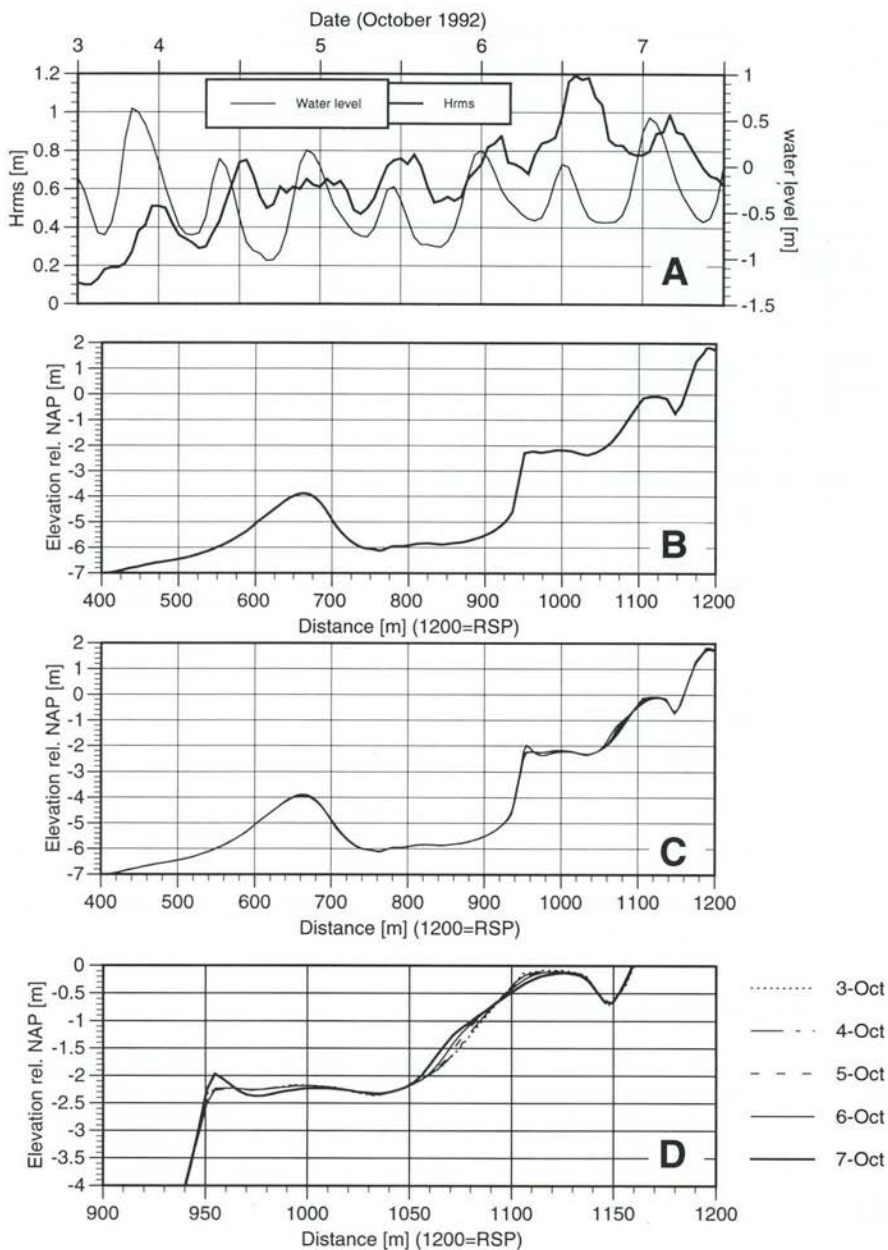 Date (October 1992)
3 4 5 6 7
1.2
1
0.8
0.6
0.4
0.2
0
Hrms [m]
Water level
Hrms
1
0.5
0
-0.5
-1
-1.5
water level [m]
A
2
1
0
-1
-2
-3
-4
-5
-6
-7
Elevation rel. NAP [m]
B
400 500 600 700 800 900 1000 1100 1200
Distance [m] (1200=RSP)
2
1
0
-1
-2
-3
-4
-5
-6
-7
Elevation rel. NAP [m]
C
400 500 600 700 800 900 1000 1100 1200
Distance [m] (1200=RSP)
0
-0.5
-1
-1.5
-2
-2.5
-3
-3.5
-4
Elevation rel. NAP [m]
D
900 950 1000 1050 1100 1150 1200
Distance [m] (1200=RSP)
3-Oct
4-Oct
5-Oct
6-Oct
7-Oct